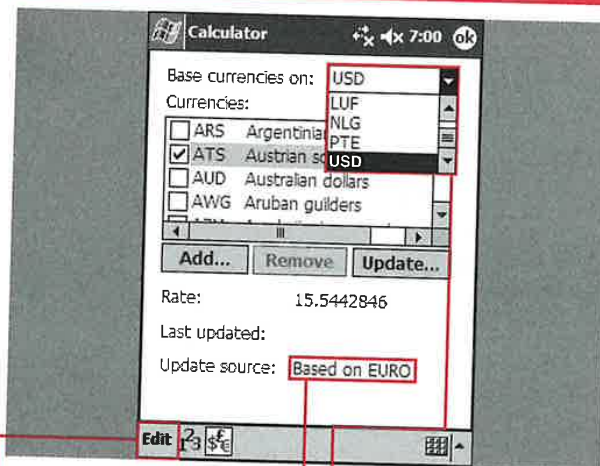 Calculator 7:00 ok
Base currencies on: USD
Currencies:
LUF
NLG
PTE
USD
ARS Argentinia
ATS Austrian s
AUD Australian dollars
AWG Aruban guilders
Add... Remove Update...
Rate: 15.5442846
Last updated:
Update source: Based on EURO
Edit 123 $£€